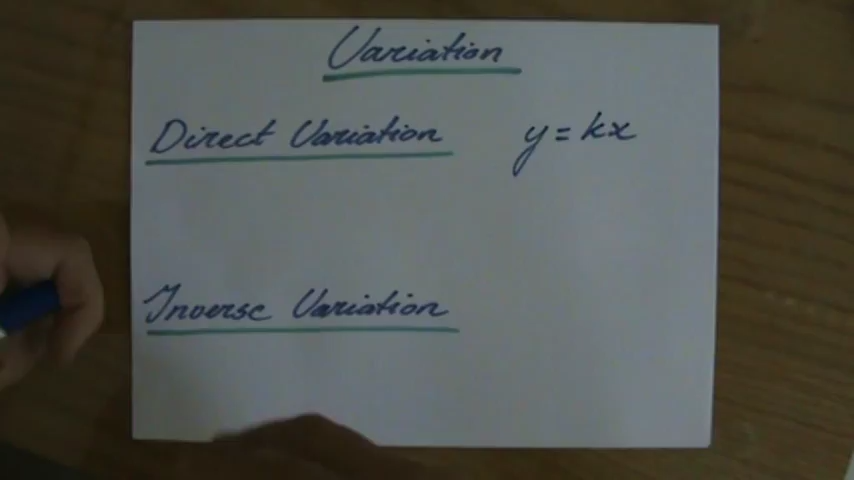 Variation
Direct Variation y = kx
Inverse Variation